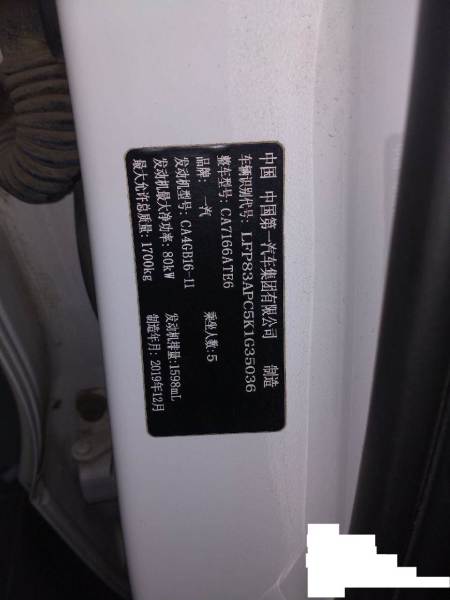 中国 中国第一汽车集团有限公司 制造
车辆识别代号: LFP83APC5K1G35036
整车型号: CA7166ATE6
品牌: 一汽 乘坐人数: 5
发动机型号: CA4GB16-11
发动机最大净功率: 80kW 发动机排量: 1598mL
最大允许总质量: 1700kg 制造年月: 2019年12月